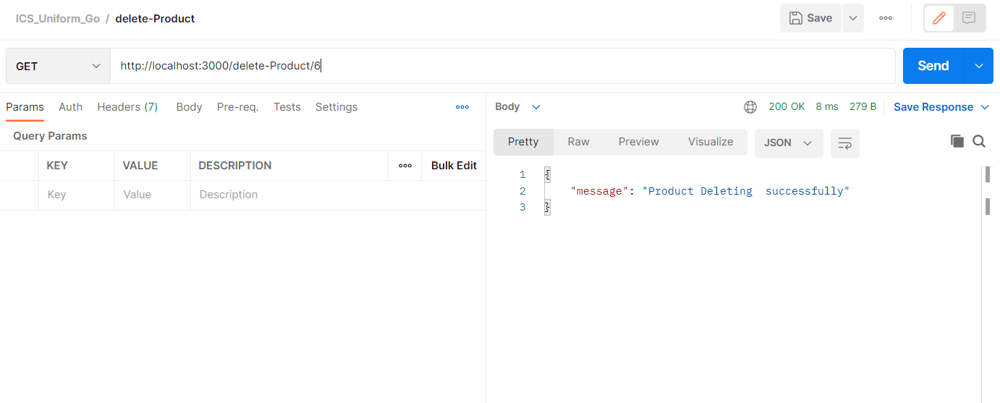 ICS_Uniform_Go / delete-Product
Save
GET http://localhost:3000/delete-Product/6 Send
Params Auth Headers (7) Body Pre-req. Tests Settings
Query Params
KEY VALUE DESCRIPTION Bulk Edit
Key Value Description
Body 200 OK 8 ms 279 B Save Response
Pretty Raw Preview Visualize JSON
1 {
2 "message": "Product Deleting  successfully"
3 }